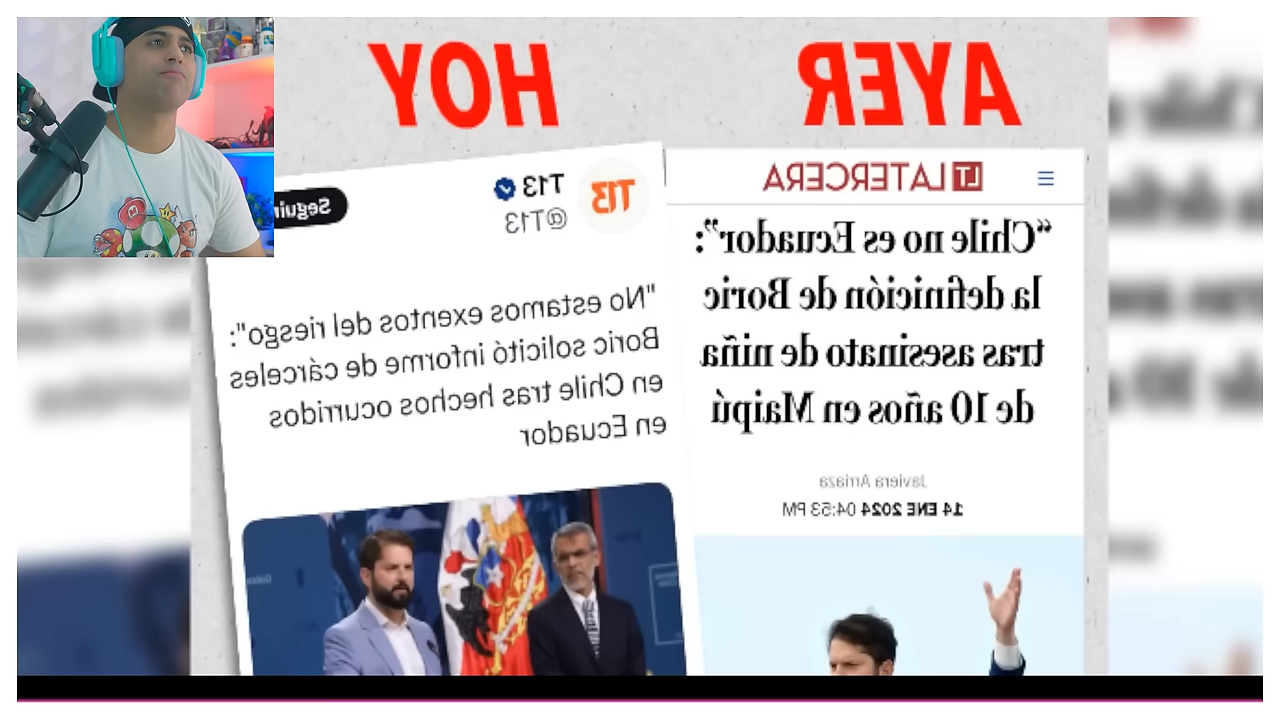 AYER
LT LATERCERA
“Chile no es Ecuador”:
la definición de Boric
tras asesinato de niña
de 10 años en Maipú
Javiera Arriaza
14 ENE 2024 04:53 PM
HOY
T13
T13
@T13
Seguir
"No estamos exentos del riesgo":
Boric solicitó informe de cárceles
en Chile tras hechos ocurridos
en Ecuador